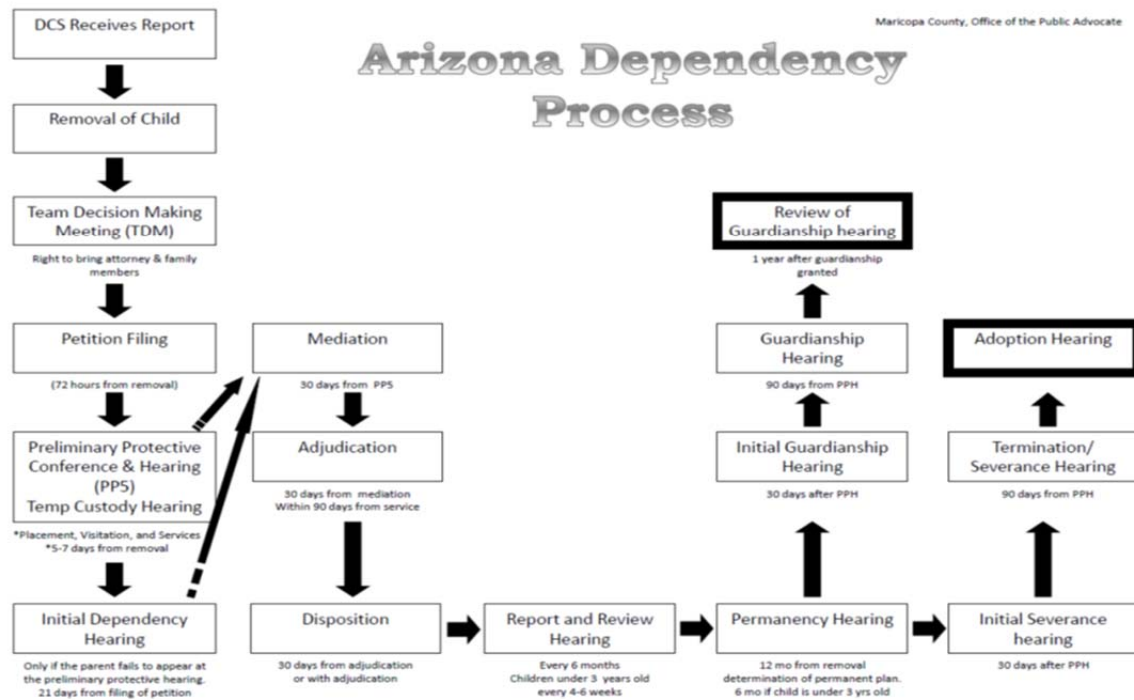 Maricopa County, Office of the Public Advocate
Arizona Dependency
Process
DCS Receives Report
Removal of Child
Team Decision Making
Meeting (TDM)
Right to bring attorney & family
members
Petition Filing
(72 hours from removal)
Preliminary Protective
Conference & Hearing
(PP5)
Temp Custody Hearing
*Placement, Visitation, and Services
*5-7 days from removal
Initial Dependency
Hearing
Only if the parent fails to appear at
the preliminary protective hearing.
21 days from filing of petition
Mediation
30 days from PP5
Adjudication
30 days from mediation
Within 90 days from service
Disposition
30 days from adjudication
or with adjudication
Report and Review
Hearing
Every 6 months
Children under 3 years old
every 4-6 weeks
Permanency Hearing
12 mo from removal
determination of permanent plan.
6 mo if child is under 3 yrs old
Initial Guardianship
Hearing
30 days after PPH
Guardianship
Hearing
90 days from PPH
Review of
Guardianship hearing
1 year after guardianship
granted
Initial Severance
hearing
30 days after PPH
Termination/
Severance Hearing
90 days from PPH
Adoption Hearing